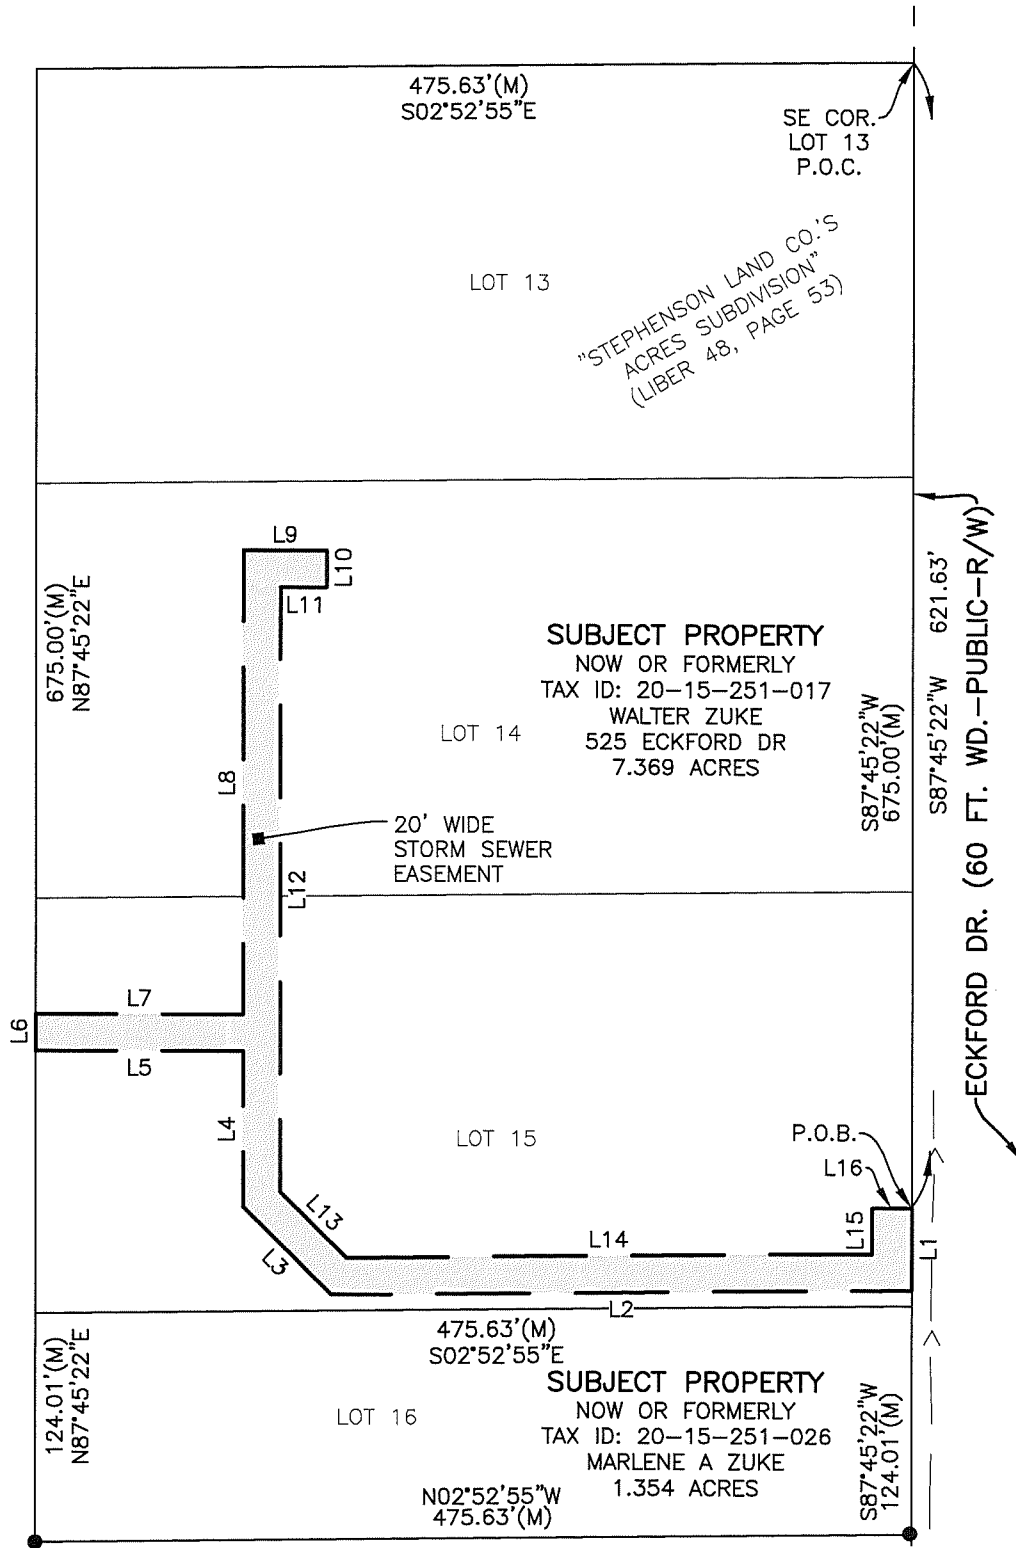 475.63'(M)
S02°52'55"E
SE COR.
LOT 13
P.O.C.
LOT 13
"STEPHENSON LAND CO.'S
ACRES SUBDIVISION"
(LIBER 48, PAGE 53)
L9
L10
L11
675.00'(M)
N87°45'22"E
SUBJECT PROPERTY
NOW OR FORMERLY
TAX ID: 20-15-251-017
WALTER ZUKE
525 ECKFORD DR
7.369 ACRES
LOT 14
S87°45'22"W
675.00'(M)
S87°45'22"W 621.63'
ECKFORD DR. (60 FT. WD.-PUBLIC-R/W)
L8
20' WIDE
STORM SEWER
EASEMENT
L12
L7
L6
L5
L4
LOT 15
P.O.B.
L16
L13
L15
L14
L1
L3
L2
475.63'(M)
S02°52'55"E
124.01'(M)
N87°45'22"E
SUBJECT PROPERTY
NOW OR FORMERLY
TAX ID: 20-15-251-026
MARLENE A ZUKE
1.354 ACRES
LOT 16
S87°45'22"W
124.01'(M)
N02°52'55"W
475.63'(M)